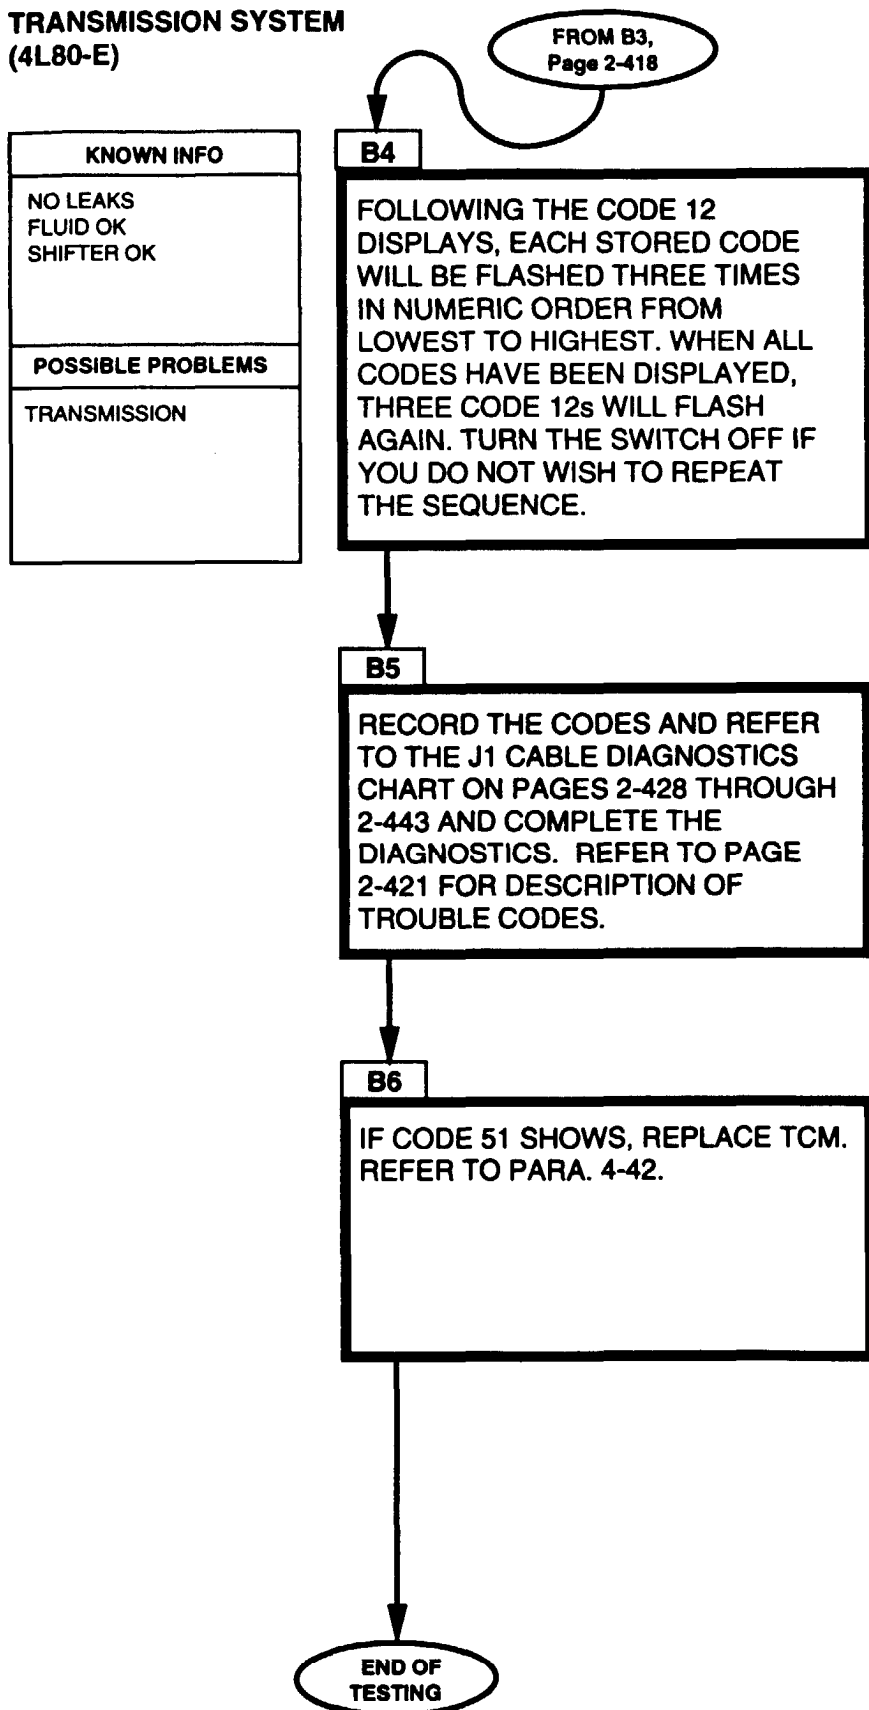 TRANSMISSION SYSTEM
(4L80-E)
FROM B3,
Page 2-418
KNOWN INFO
NO LEAKS
FLUID OK
SHIFTER OK
POSSIBLE PROBLEMS
TRANSMISSION
B4
FOLLOWING THE CODE 12
DISPLAYS, EACH STORED CODE
WILL BE FLASHED THREE TIMES
IN NUMERIC ORDER FROM
LOWEST TO HIGHEST. WHEN ALL
CODES HAVE BEEN DISPLAYED,
THREE CODE 12s WILL FLASH
AGAIN. TURN THE SWITCH OFF IF
YOU DO NOT WISH TO REPEAT
THE SEQUENCE.
B5
RECORD THE CODES AND REFER
TO THE J1 CABLE DIAGNOSTICS
CHART ON PAGES 2-428 THROUGH
2-443 AND COMPLETE THE
DIAGNOSTICS. REFER TO PAGE
2-421 FOR DESCRIPTION OF
TROUBLE CODES.
B6
IF CODE 51 SHOWS, REPLACE TCM.
REFER TO PARA. 4-42.
END OF
TESTING